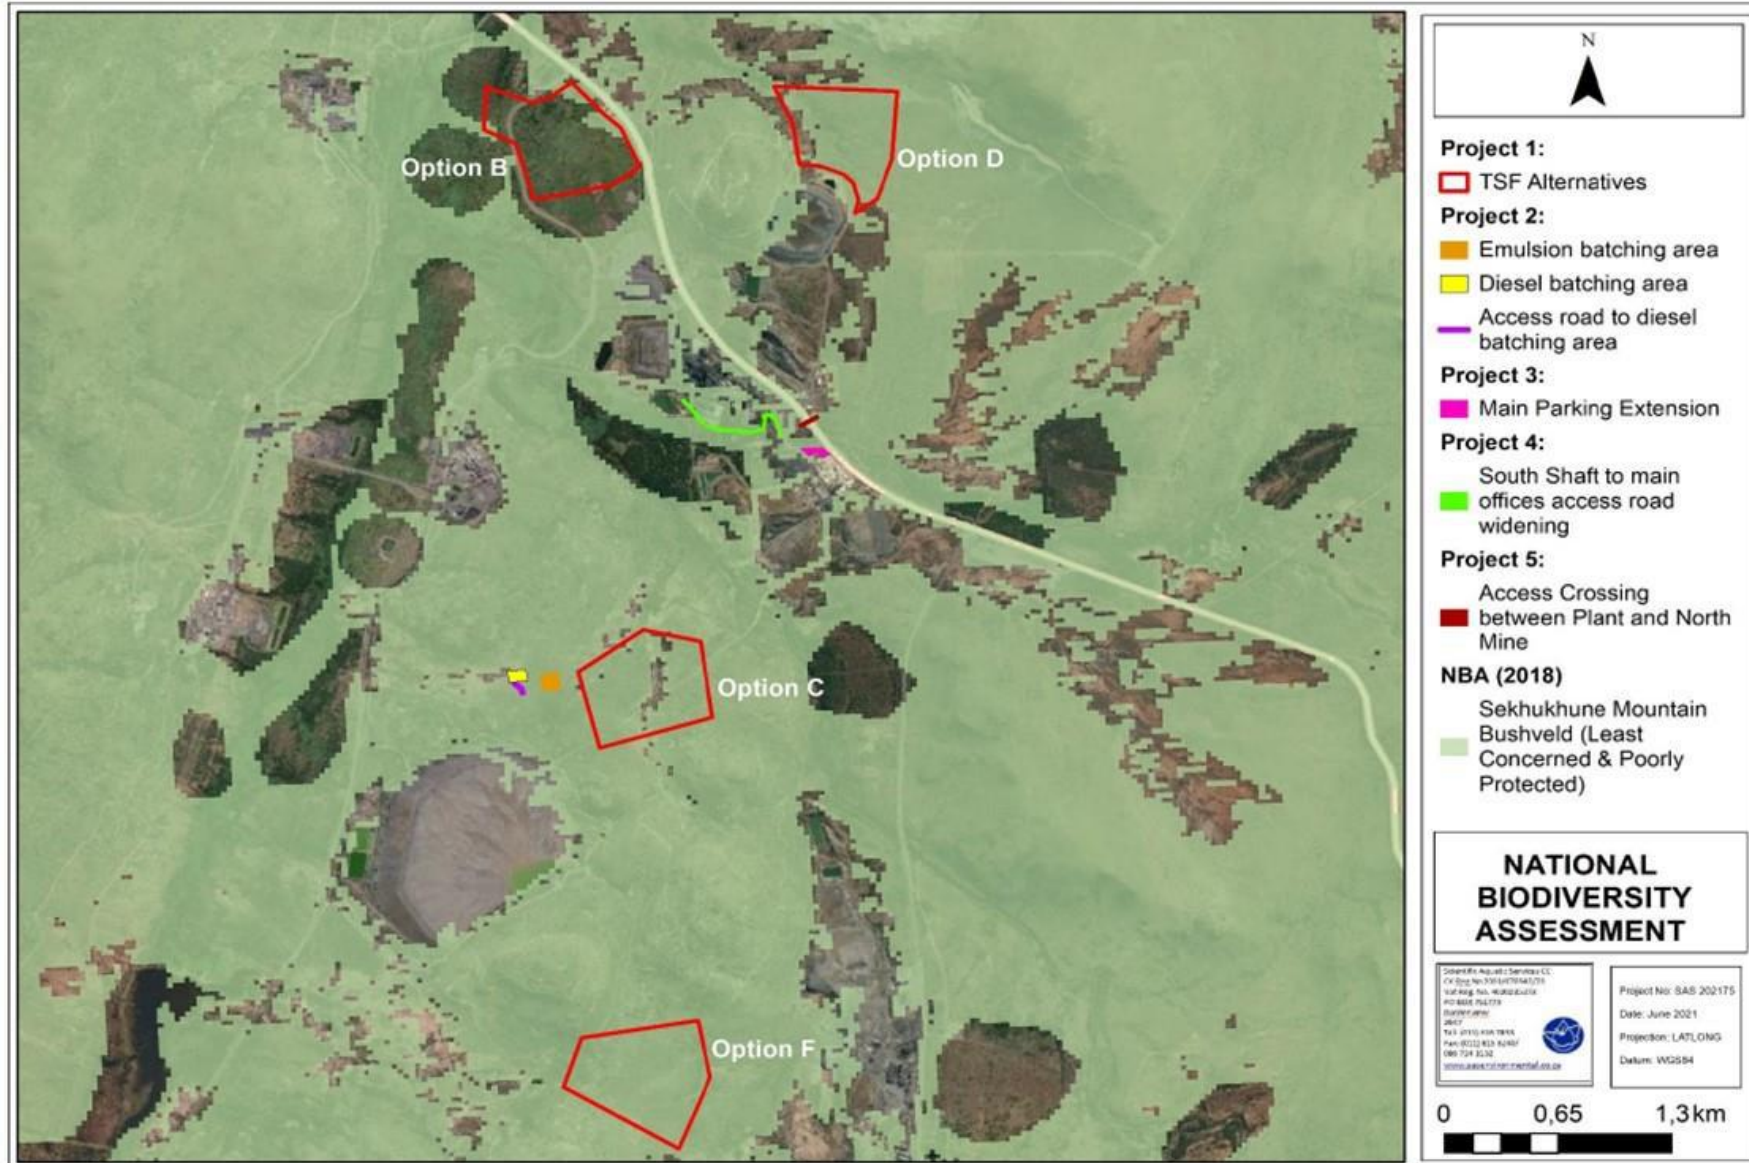 Option B
Option D
Option C
Option F
N
Project 1:
TSF Alternatives
Project 2:
Emulsion batching area
Diesel batching area
Access road to diesel
batching area
Project 3:
Main Parking Extension
Project 4:
South Shaft to main
offices access road
widening
Project 5:
Access Crossing
between Plant and North
Mine
NBA (2018)
Sekhukhune Mountain
Bushveld (Least
Concerned & Poorly
Protected)
NATIONAL
BIODIVERSITY
ASSESSMENT
Scientific Aquatic Services CC
Project No: SAS 202175
Date: June 2021
Projection: LATLONG
Datum: WGS84
0 0,65 1,3 km